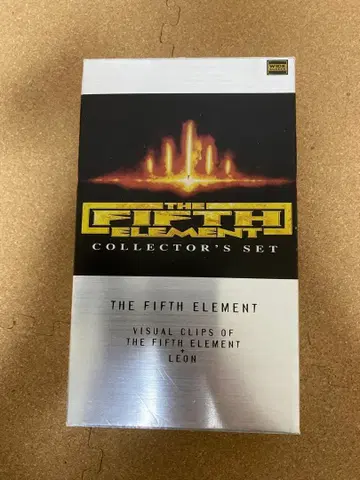 THE
FIFTH
ELEMENT
COLLECTOR'S SET
THE FIFTH ELEMENT
VISUAL CLIPS OF
THE FIFTH ELEMENT
+
LEON